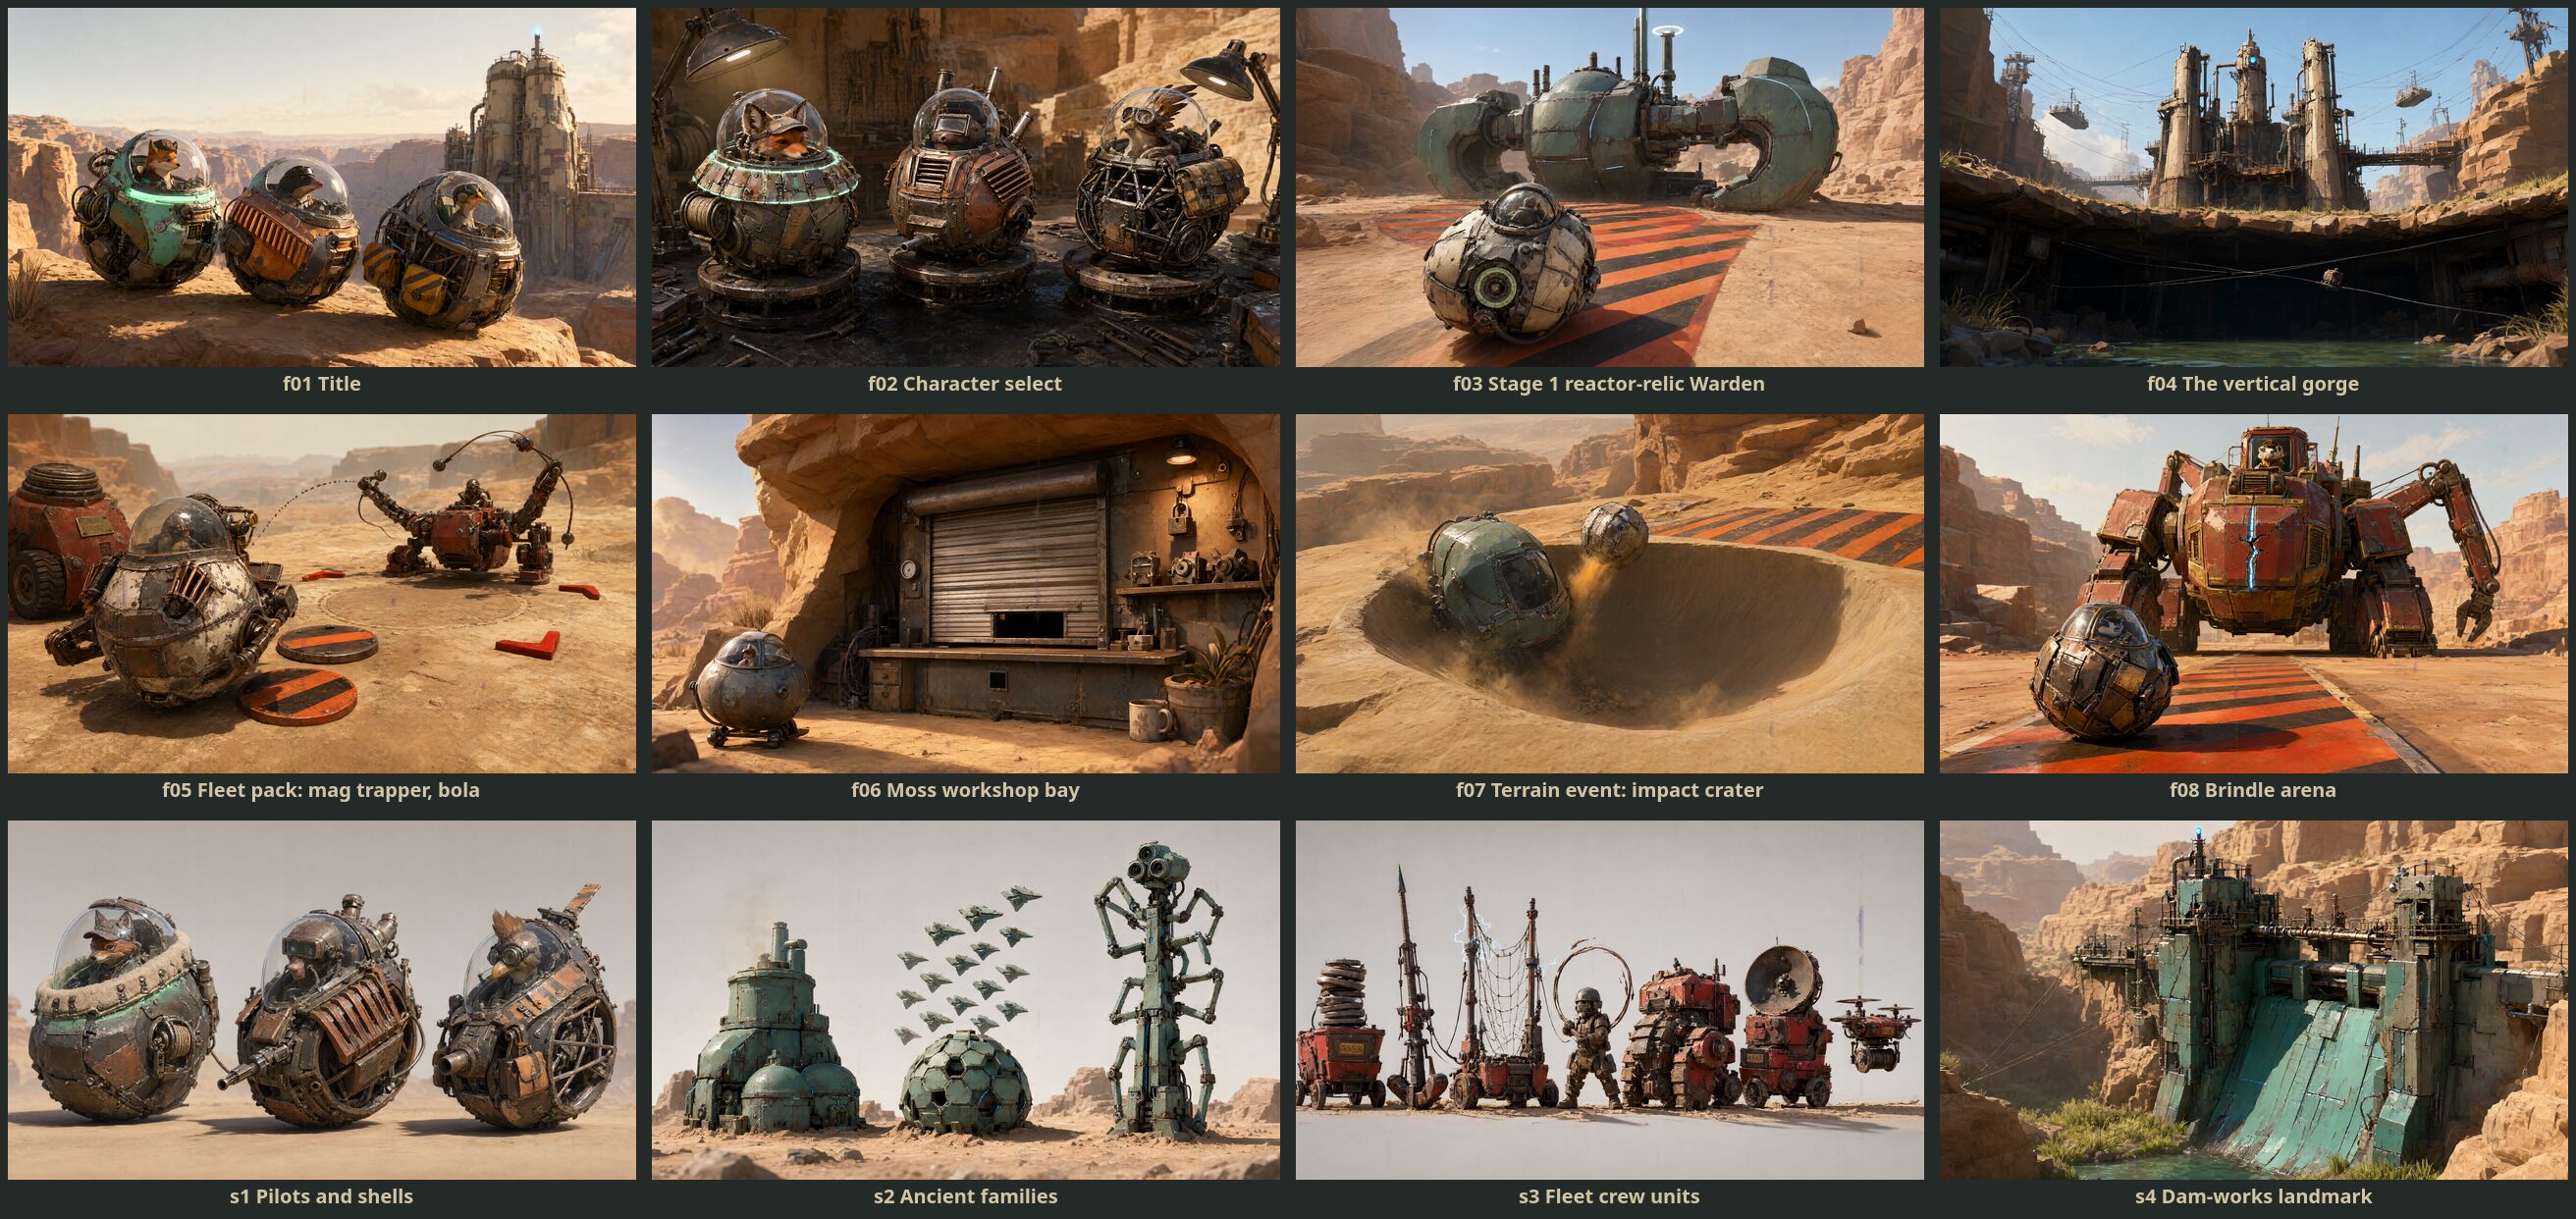 f01 Title
f02 Character select
f03 Stage 1 reactor-relic Warden
f04 The vertical gorge
f05 Fleet pack: mag trapper, bola
f06 Moss workshop bay
f07 Terrain event: impact crater
f08 Brindle arena
s1 Pilots and shells
s2 Ancient families
s3 Fleet crew units
s4 Dam-works landmark